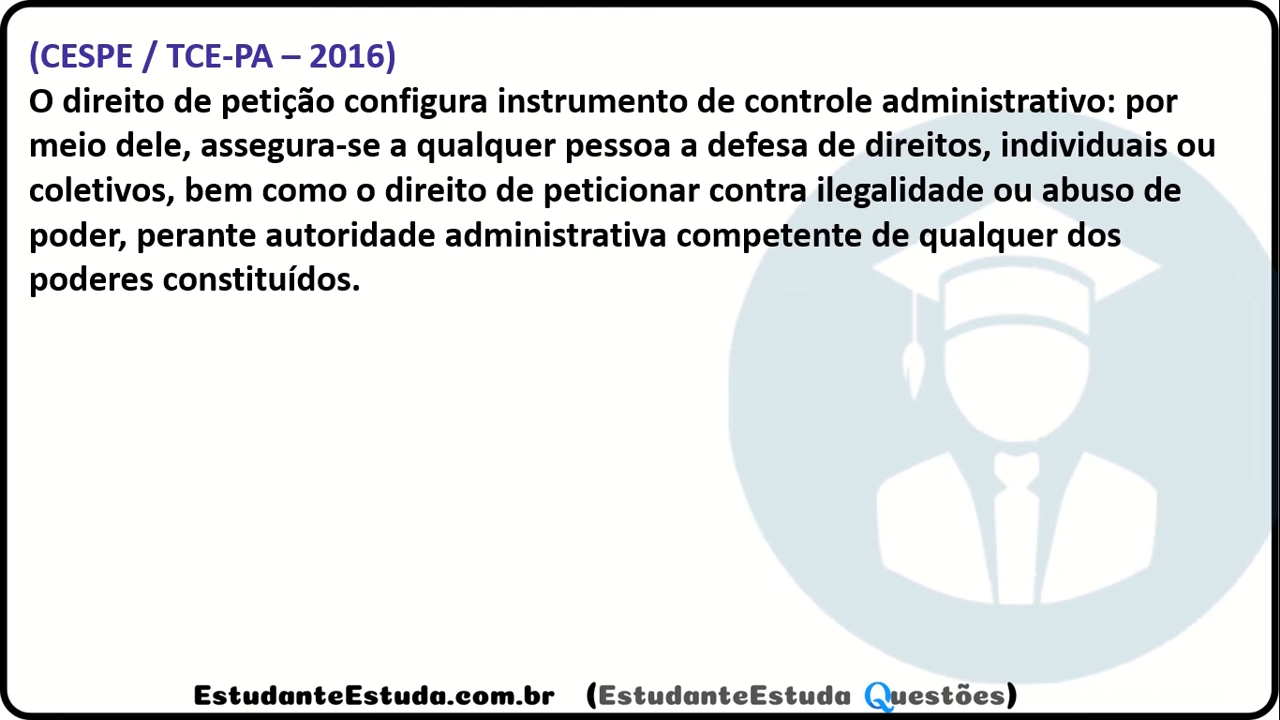 (CESPE / TCE-PA – 2016)
O direito de petição configura instrumento de controle administrativo: por
meio dele, assegura-se a qualquer pessoa a defesa de direitos, individuais ou
coletivos, bem como o direito de peticionar contra ilegalidade ou abuso de
poder, perante autoridade administrativa competente de qualquer dos
poderes constituídos.
EstudanteEstuda.com.br (EstudanteEstuda Questões)